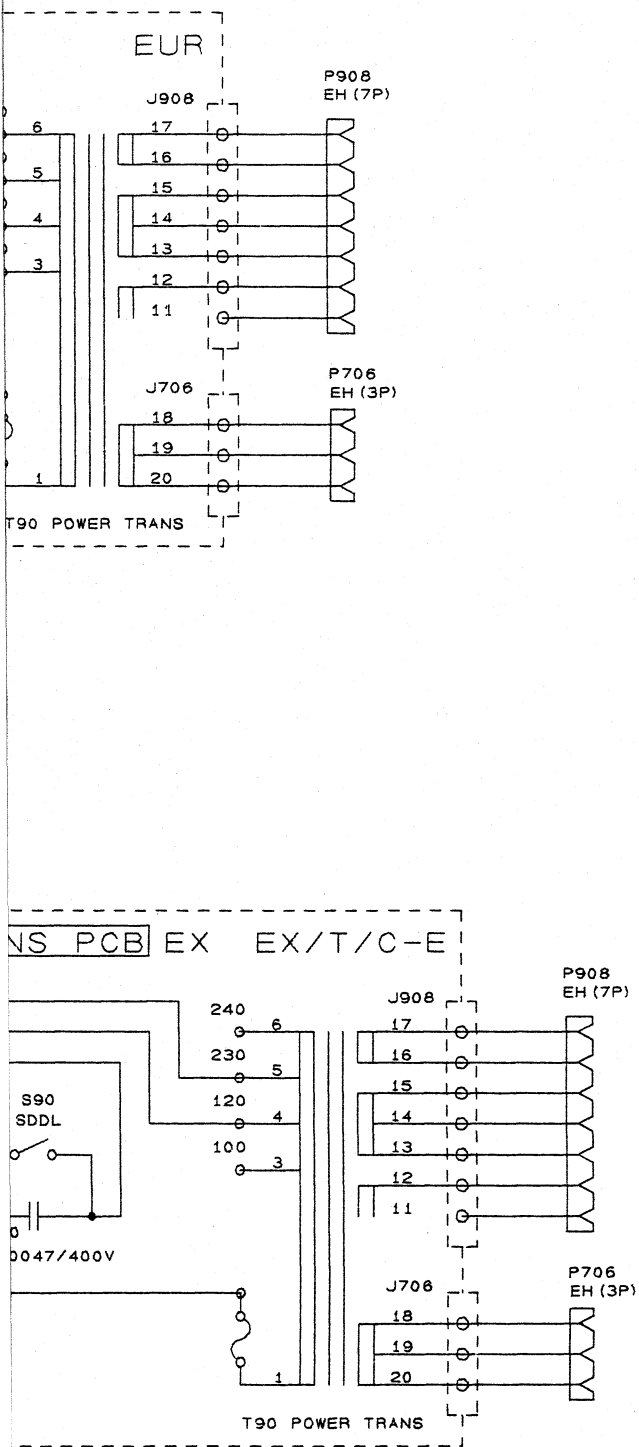 EUR
P908
EH (7P)
J908
17
16
15
14
13
12
11
6
5
4
3
1
J706
P706
EH (3P)
18
19
20
T90 POWER TRANS
NS PCB EX EX/T/C-E
P908
EH (7P)
J908
240
6
17
16
230
5
15
S90
SDDL
120
4
14
100
3
13
12
11
0047/400V
J706
P706
EH (3P)
18
19
1
20
T90 POWER TRANS